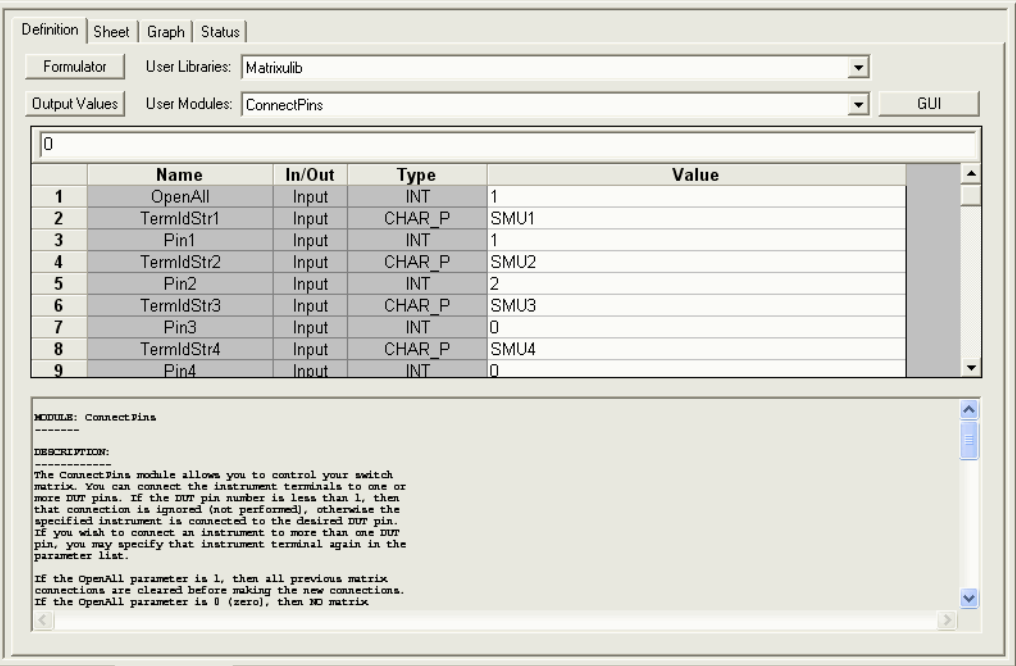 Definition Sheet Graph Status
Formulator User Libraries: Matrixulib
Output Values User Modules: ConnectPins GUI
0
Name In/Out Type Value
1 OpenAll Input INT 1
2 TermIdStr1 Input CHAR_P SMU1
3 Pin1 Input INT 1
4 TermIdStr2 Input CHAR_P SMU2
5 Pin2 Input INT 2
6 TermIdStr3 Input CHAR_P SMU3
7 Pin3 Input INT 0
8 TermIdStr4 Input CHAR_P SMU4
9 Pin4 Input INT 0
MODULE: ConnectPins
-------
DESCRIPTION:
------------
The ConnectPins module allows you to control your switch
matrix. You can connect the instrument terminals to one or
more DUT pins. If the DUT pin number is less than 1, then
that connection is ignored (not performed), otherwise the
specified instrument is connected to the desired DUT pin.
If you wish to connect an instrument to more than one DUT
pin, you may specify that instrument terminal again in the
parameter list.
If the OpenAll parameter is 1, then all previous matrix
connections are cleared before making the new connections.
If the OpenAll parameter is 0 (zero), then NO matrix